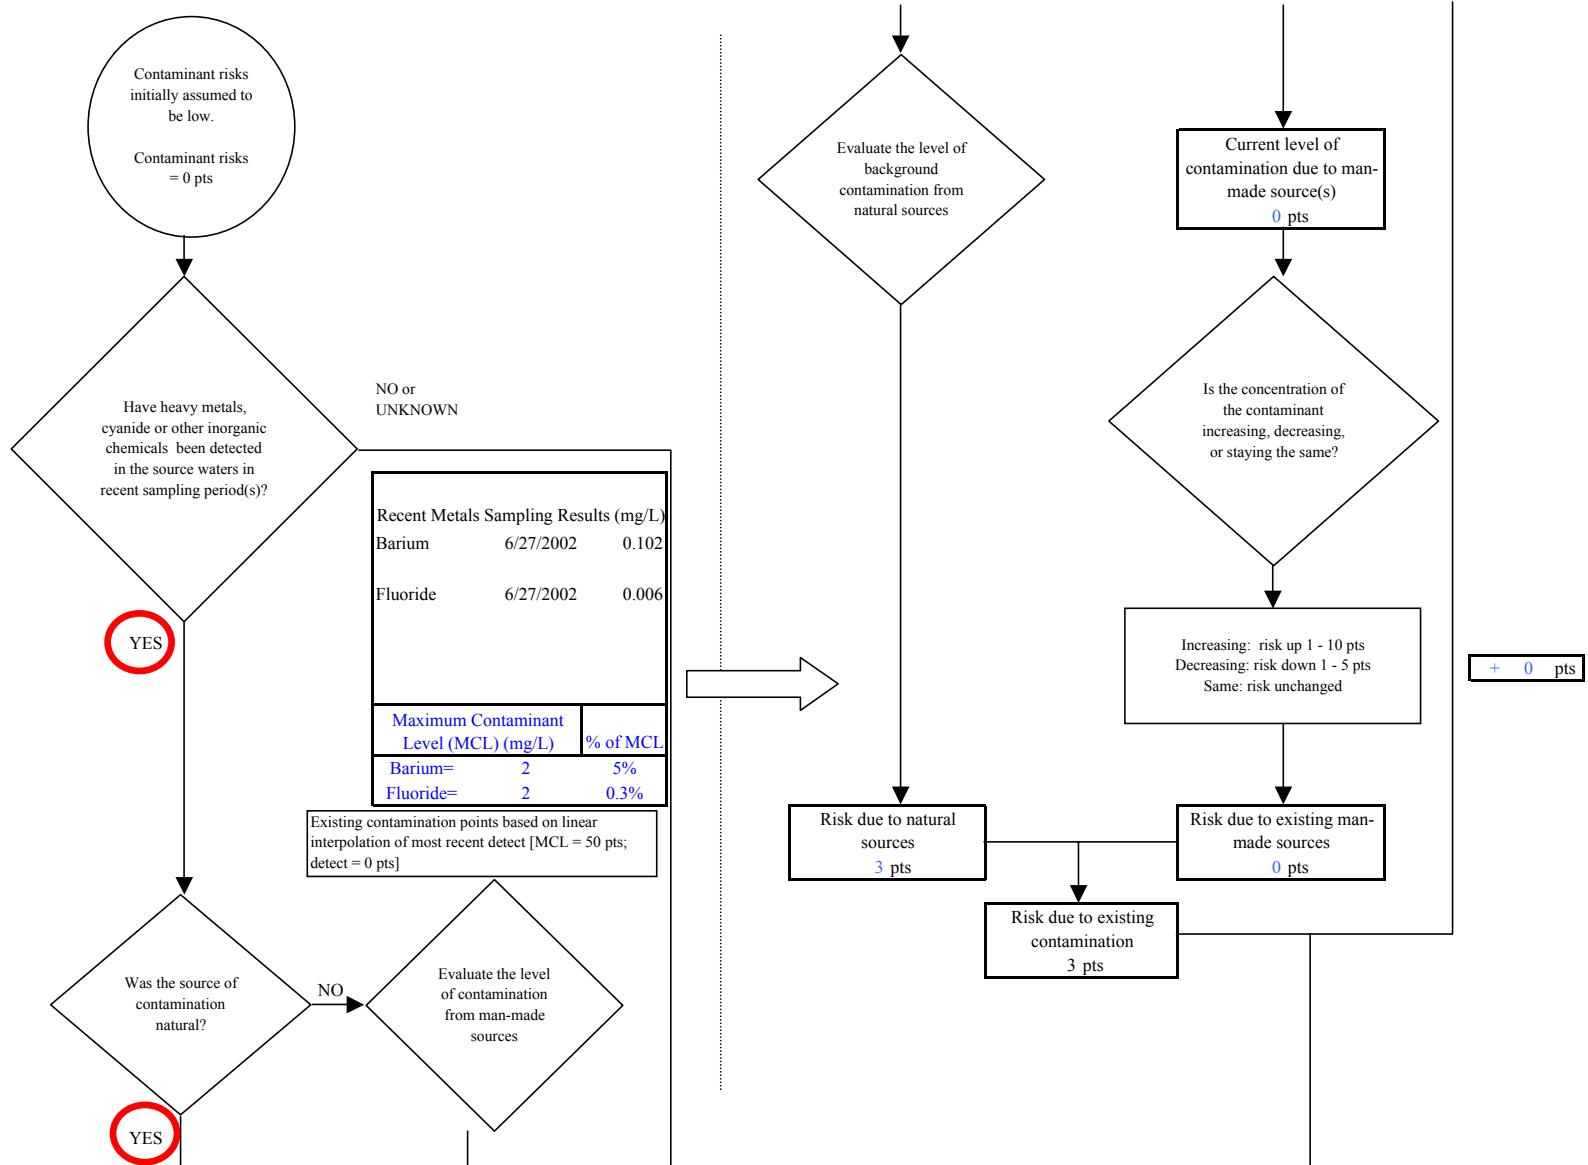 Contaminant risks
initially assumed to
be low.
Contaminant risks
= 0 pts
Have heavy metals,
cyanide or other inorganic
chemicals been detected
in the source waters in
recent sampling period(s)?
NO or
UNKNOWN
YES
Recent Metals Sampling Results (mg/L)
Barium 6/27/2002 0.102
Fluoride 6/27/2002 0.006
Maximum Contaminant
Level (MCL) (mg/L) % of MCL
Barium= 2 5%
Fluoride= 2 0.3%
Existing contamination points based on linear
interpolation of most recent detect [MCL = 50 pts;
detect = 0 pts]
Was the source of
contamination
natural?
NO
YES
Evaluate the level
of contamination
from man-made
sources
Evaluate the level of
background
contamination from
natural sources
Current level of
contamination due to man-
made source(s)
0 pts
Is the concentration of
the contaminant
increasing, decreasing,
or staying the same?
Increasing: risk up 1 - 10 pts
Decreasing: risk down 1 - 5 pts
Same: risk unchanged
+ 0 pts
Risk due to natural
sources
3 pts
Risk due to existing man-
made sources
0 pts
Risk due to existing
contamination
3 pts